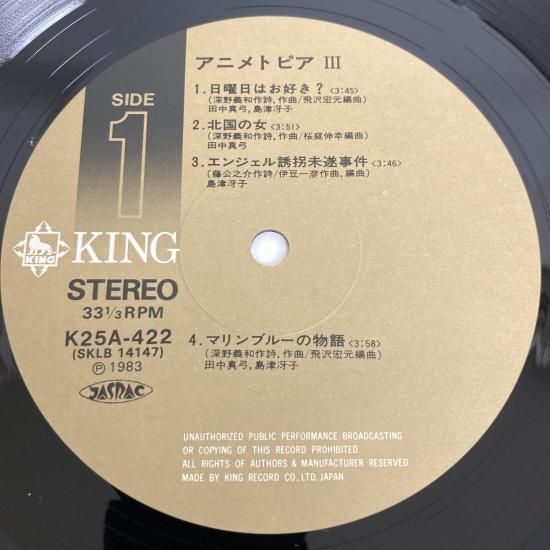 アニメトピア III
SIDE
1
1. 日曜日はお好き？ <3:45>
(深野義和作詩, 作曲/飛沢宏元編曲)
田中真弓, 島津冴子
2. 北国の女 <3:51>
(深野義和作詩, 作曲/桜庭伸幸編曲)
田中真弓
3. エンジェル誘拐未遂事件 <3:46>
(藤公之介作詩/伊豆一彦作曲, 編曲)
島津冴子
KING
KING
STEREO
33 1/3 RPM
K25A-422
(SKLB 14147)
Ⓟ 1983
JASRAC
4. マリンブルーの物語 <3:58>
(深野義和作詩, 作曲/飛沢宏元編曲)
田中真弓, 島津冴子
UNAUTHORIZED PUBLIC PERFORMANCE BROADCASTING
OR COPYING OF THIS RECORD PROHIBITED.
ALL RIGHTS OF AUTHORS & MANUFACTURER RESERVED.
MADE BY KING RECORD CO., LTD. JAPAN